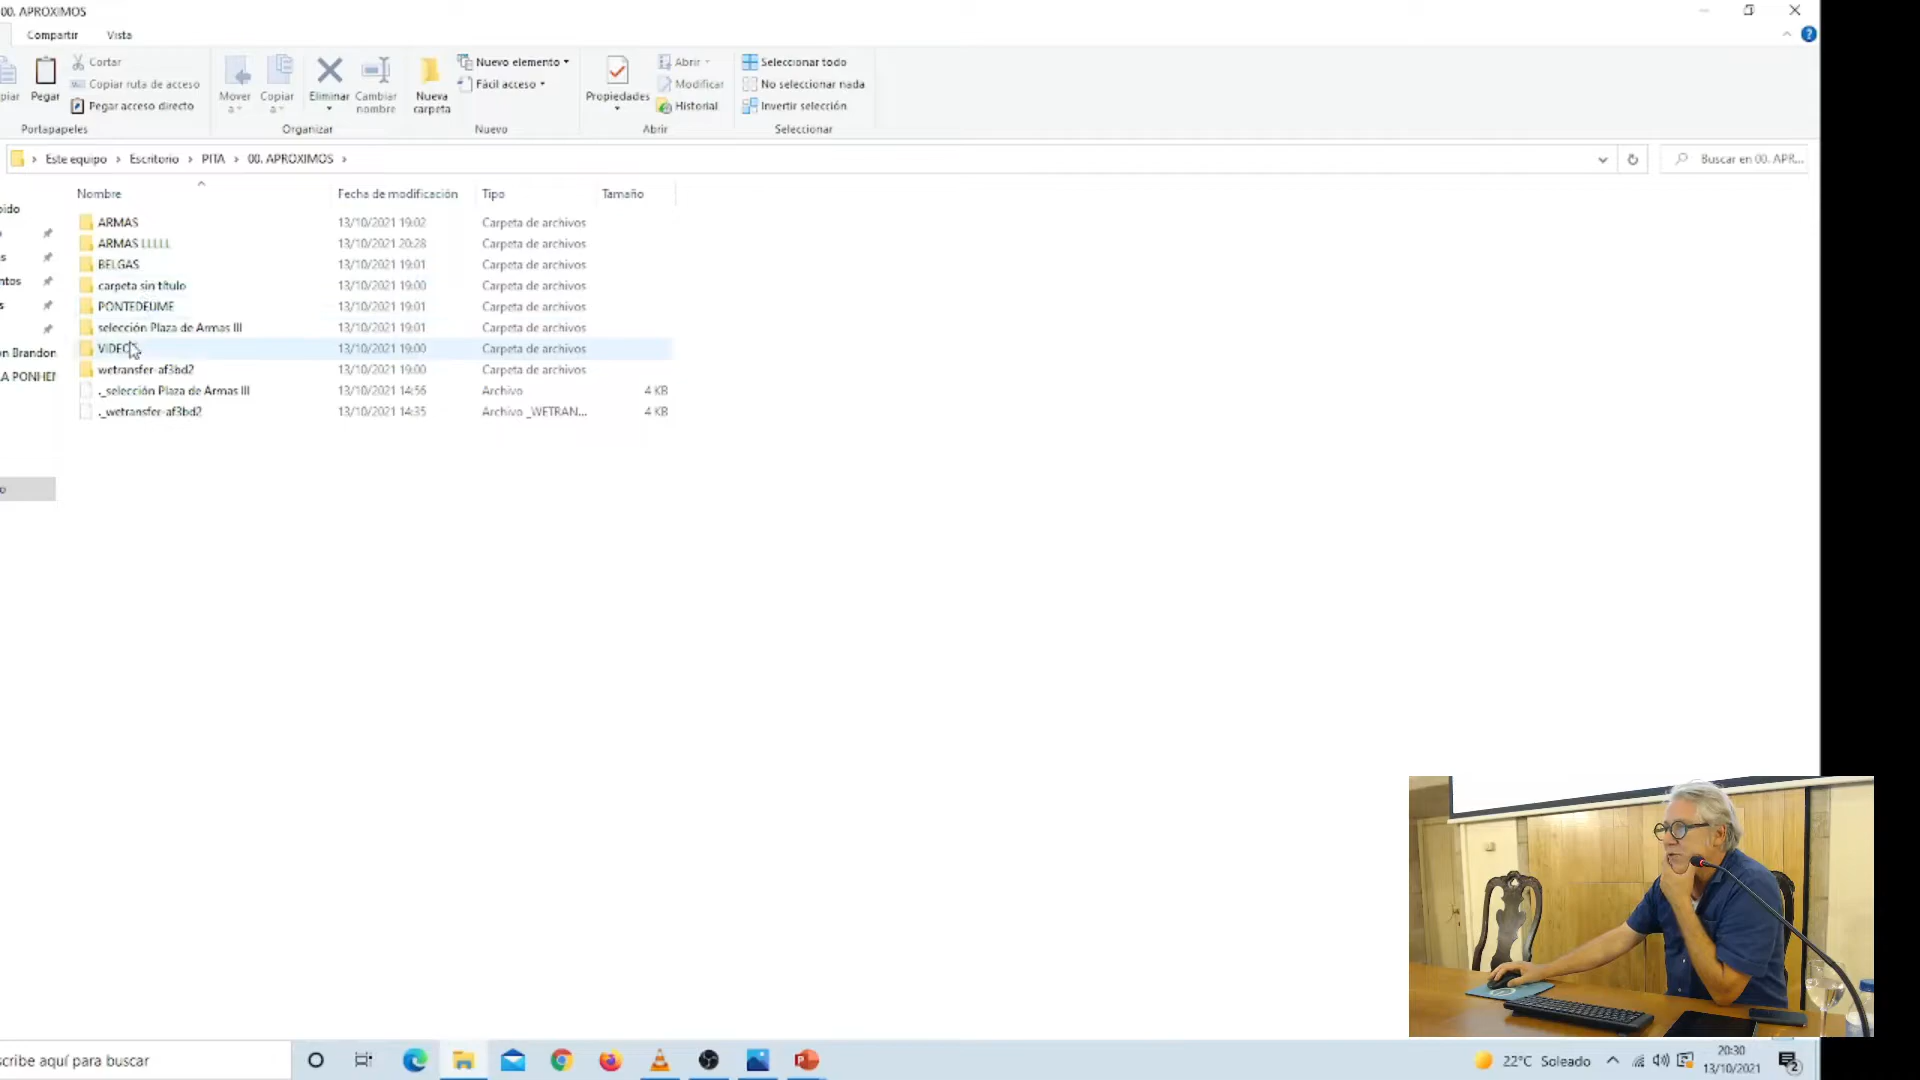 00. APROXIMOS
Compartir Vista
Cortar
Copiar ruta de acceso
Pegar acceso directo
Pegar
Portapapeles
Mover a
Copiar a
Eliminar
Cambiar nombre
Organizar
Nueva carpeta
Nuevo elemento
Fácil acceso
Nuevo
Propiedades
Abrir
Modificar
Historial
Abrir
Seleccionar todo
No seleccionar nada
Invertir selección
Seleccionar
Este equipo > Escritorio > PITA > 00. APROXIMOS >
Buscar en 00. APR...
Nombre Fecha de modificación Tipo Tamaño
ARMAS 13/10/2021 19:02 Carpeta de archivos
ARMAS LLLLL 13/10/2021 20:28 Carpeta de archivos
BELGAS 13/10/2021 19:01 Carpeta de archivos
carpeta sin título 13/10/2021 19:00 Carpeta de archivos
PONTEDEUME 13/10/2021 19:01 Carpeta de archivos
selección Plaza de Armas III 13/10/2021 19:01 Carpeta de archivos
VIDEO 13/10/2021 19:00 Carpeta de archivos
wetransfer-af3bd2 13/10/2021 19:00 Carpeta de archivos
._selección Plaza de Armas III 13/10/2021 14:56 Archivo 4 KB
._wetransfer-af3bd2 13/10/2021 14:35 Archivo _WETRAN... 4 KB
n Brandon
A PONHEN
cribe aquí para buscar
22°C Soleado
20:30
13/10/2021
2